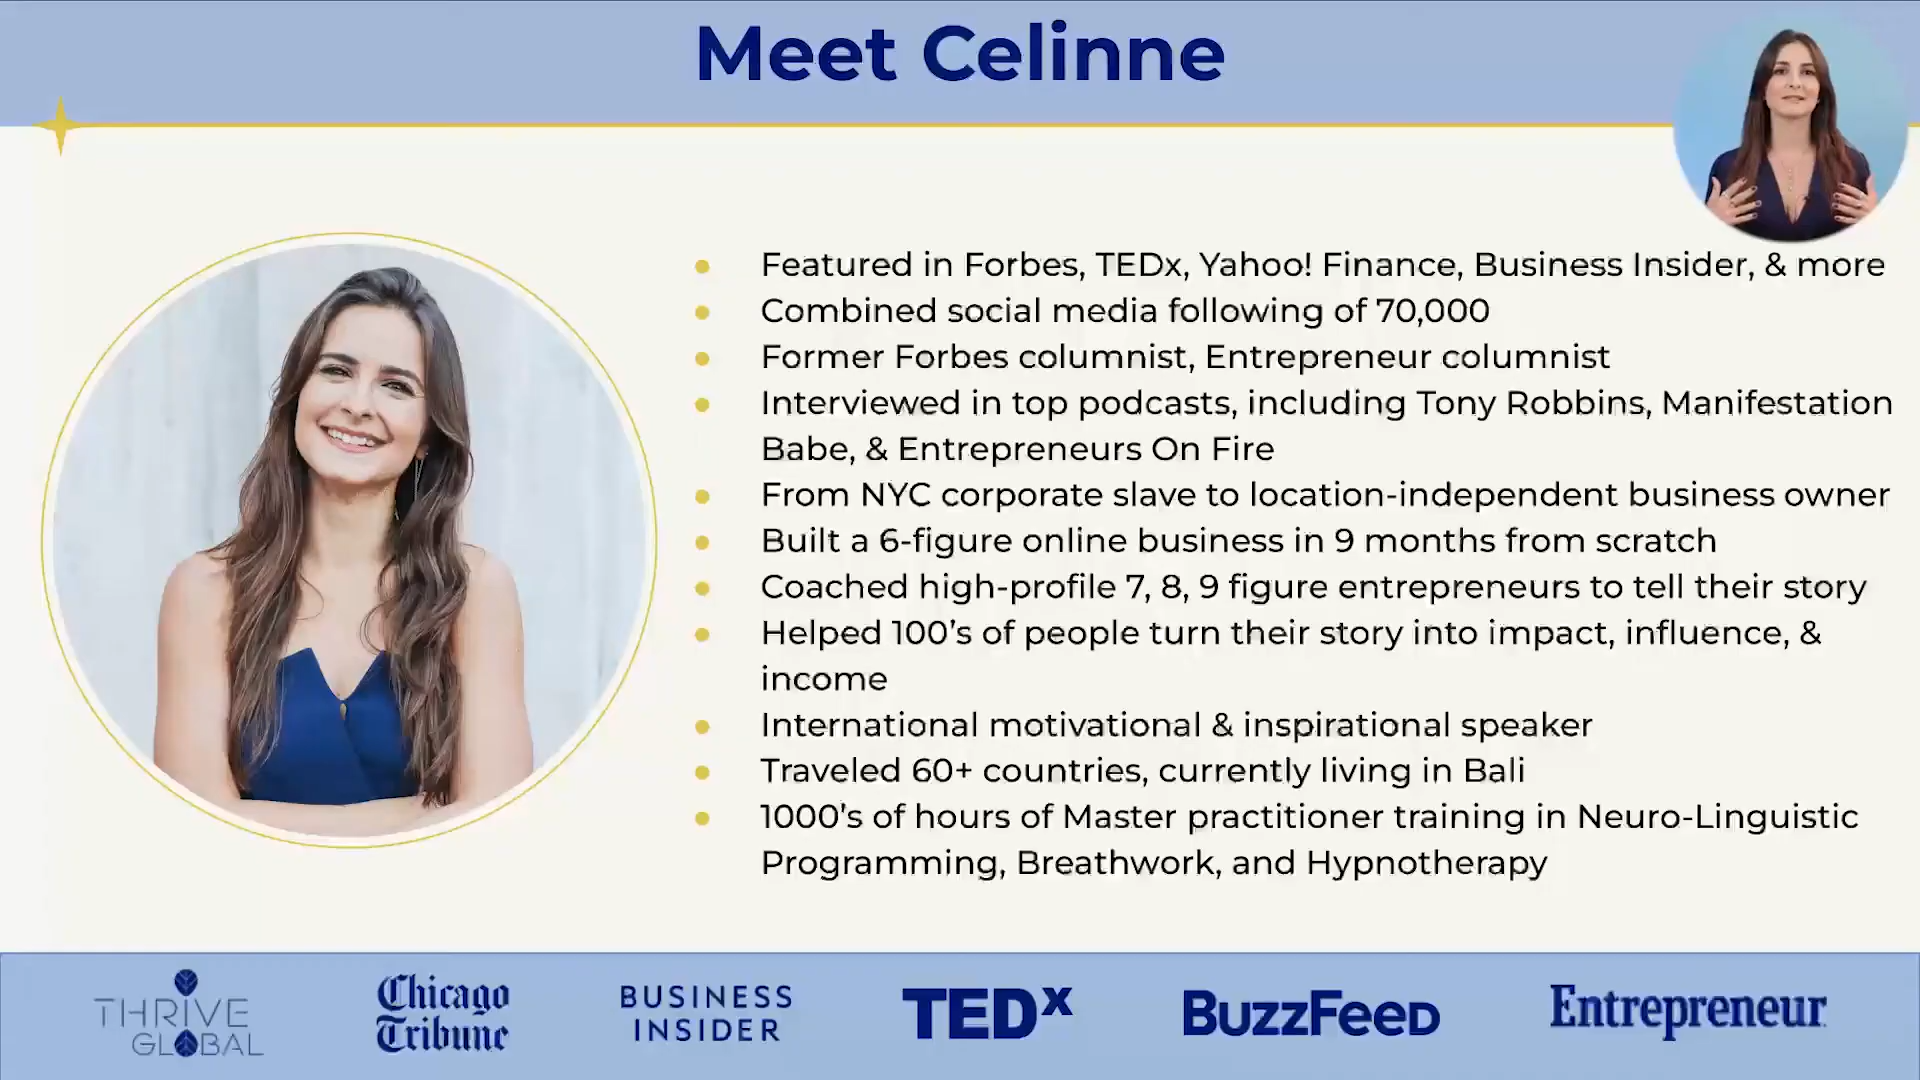 Meet Celinne
Featured in Forbes, TEDx, Yahoo! Finance, Business Insider, & more
Combined social media following of 70,000
Former Forbes columnist, Entrepreneur columnist
Interviewed in top podcasts, including Tony Robbins, Manifestation
Babe, & Entrepreneurs On Fire
From NYC corporate slave to location-independent business owner
Built a 6-figure online business in 9 months from scratch
Coached high-profile 7, 8, 9 figure entrepreneurs to tell their story
Helped 100's of people turn their story into impact, influence, &
income
International motivational & inspirational speaker
Traveled 60+ countries, currently living in Bali
1000's of hours of Master practitioner training in Neuro-Linguistic
Programming, Breathwork, and Hypnotherapy
THRIVE
GLOBAL
Chicago
Tribune
BUSINESS
INSIDER
TEDx
BuzzFeed
Entrepreneur